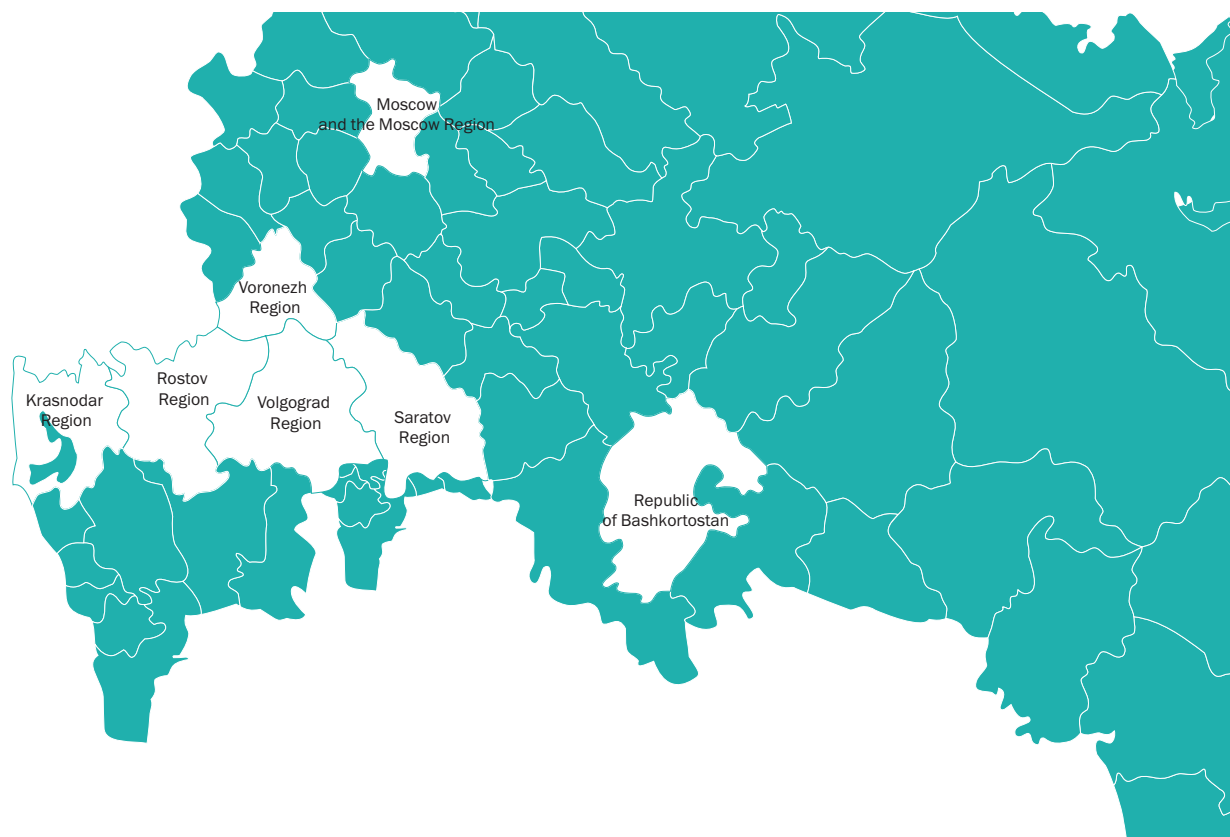 Moscow
and the Moscow Region
Voronezh
Region
Rostov
Region
Krasnodar
Region
Volgograd
Region
Saratov
Region
Republic
of Bashkortostan